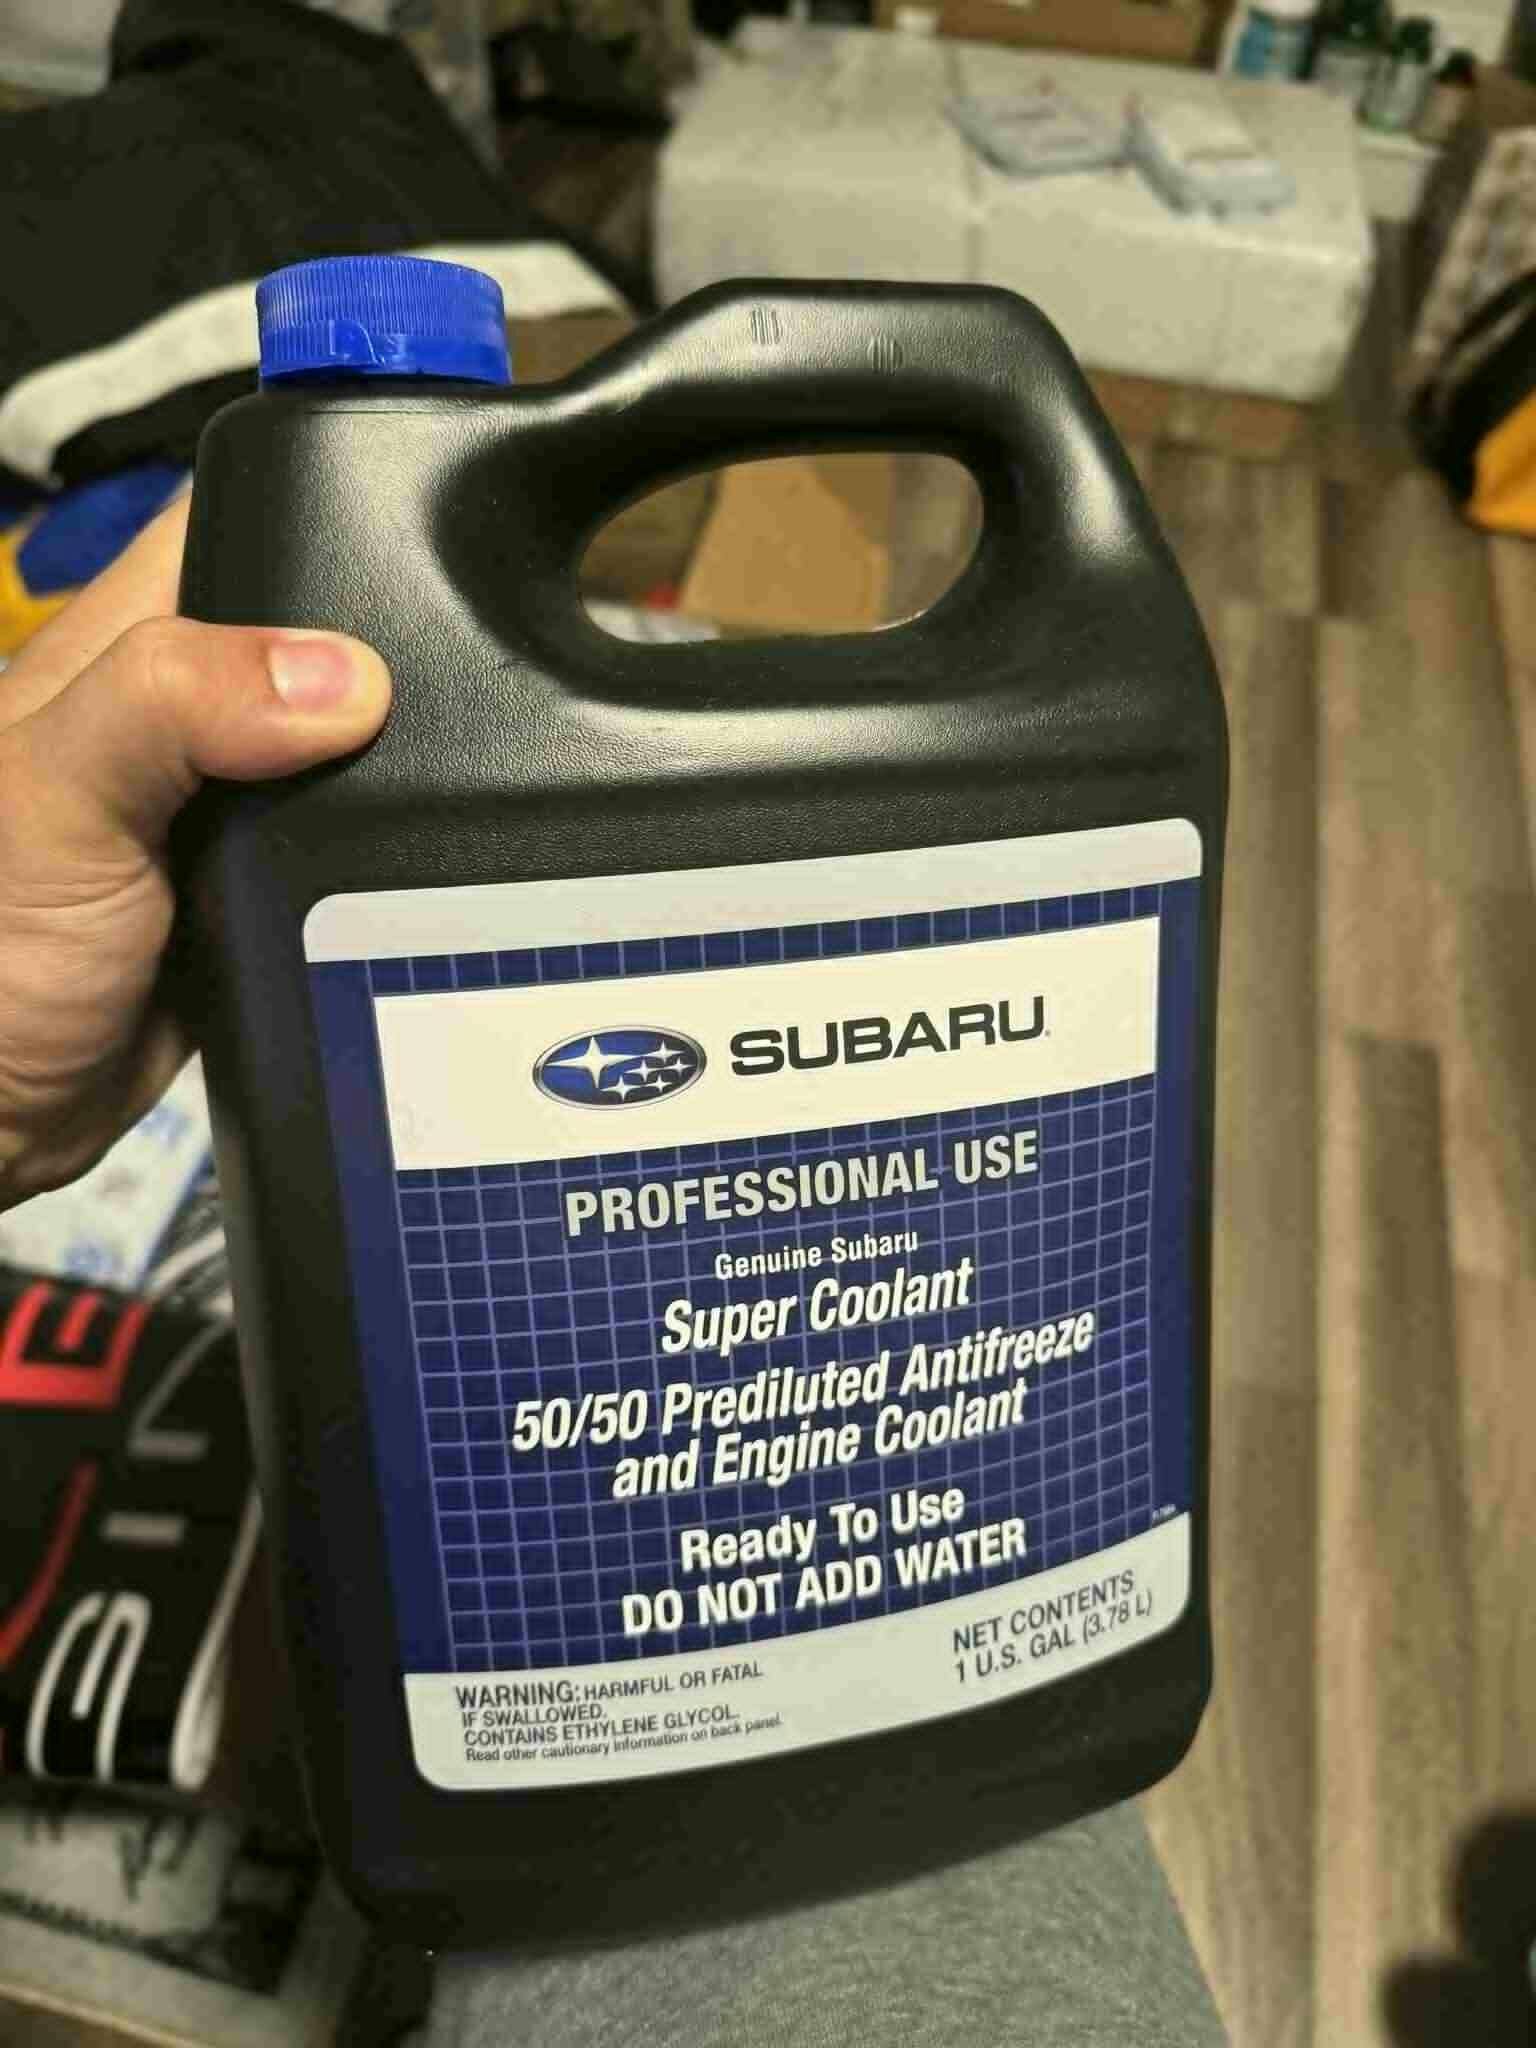 SUBARU
PROFESSIONAL USE
Genuine Subaru
Super Coolant
50/50 Prediluted Antifreeze
and Engine Coolant
Ready To Use
DO NOT ADD WATER
WARNING: HARMFUL OR FATAL
IF SWALLOWED.
CONTAINS ETHYLENE GLYCOL.
Read other cautionary information on back panel.
NET CONTENTS
1 U.S. GAL (3.78 L)